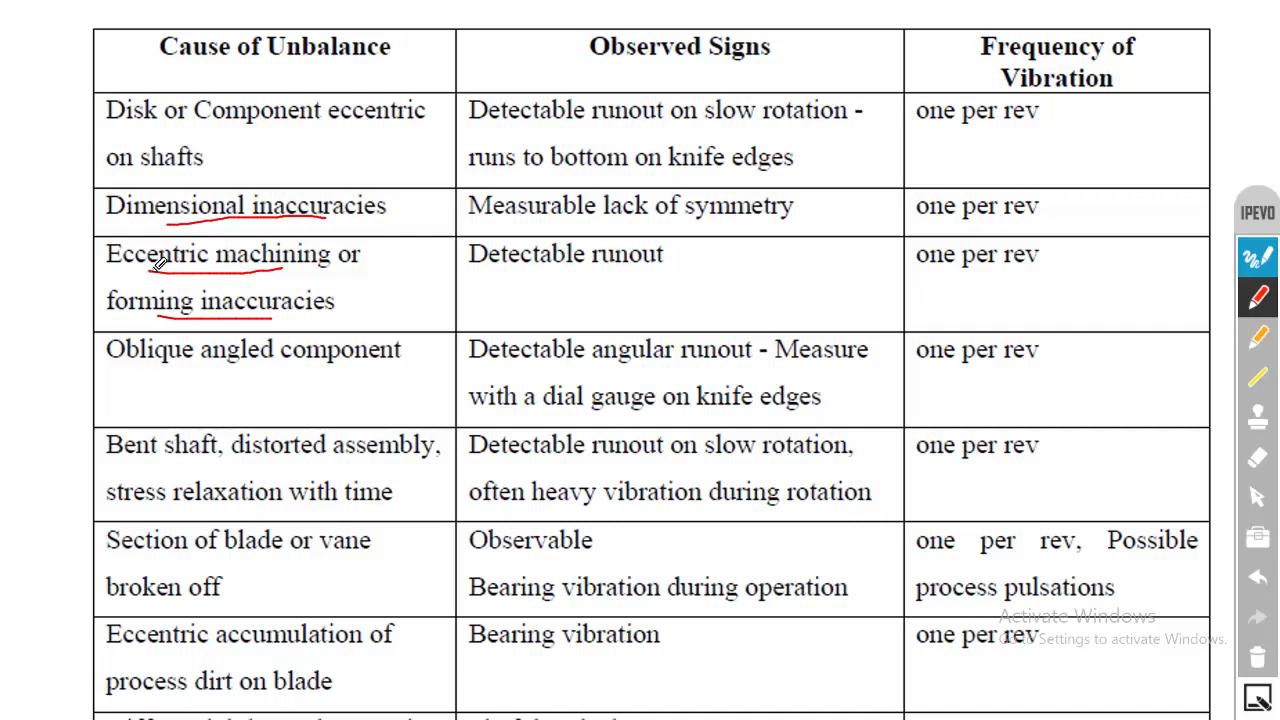 Cause of Unbalance
Observed Signs
Frequency of
Vibration
Disk or Component eccentric
on shafts
Detectable runout on slow rotation -
runs to bottom on knife edges
one per rev
Dimensional inaccuracies
Measurable lack of symmetry
one per rev
Eccentric machining or
forming inaccuracies
Detectable runout
one per rev
Oblique angled component
Detectable angular runout - Measure
with a dial gauge on knife edges
one per rev
Bent shaft, distorted assembly,
stress relaxation with time
Detectable runout on slow rotation,
often heavy vibration during rotation
one per rev
Section of blade or vane
broken off
Observable
Bearing vibration during operation
one per rev, Possible
process pulsations
Eccentric accumulation of
process dirt on blade
Bearing vibration
one per rev
Activate Windows
Go to Settings to activate Windows.
IPEVO